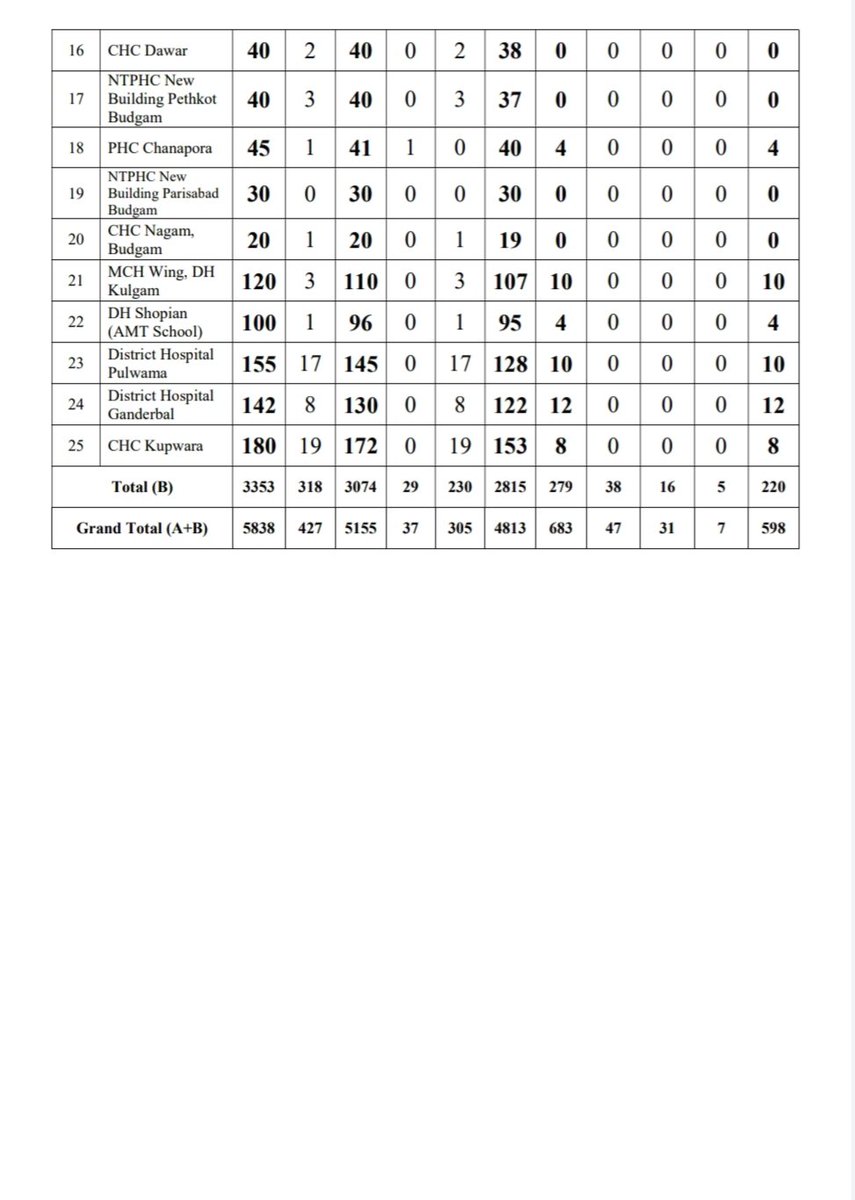 16 CHC Dawar 40 2 40 0 2 38 0 0 0 0 0
NTPHC New
17 Building Pethkot 40 3 40 0 3 37 0 0 0 0 0
Budgam
18 PHC Chanapora 45 1 41 1 0 40 4 0 0 0 4
NTPHC New
19 Building Parisabad 30 0 30 0 0 30 0 0 0 0 0
Budgam
20 CHC Nagam, 20 1 20 0 1 19 0 0 0 0 0
Budgam
21 MCH Wing, DH 120 3 110 0 3 107 10 0 0 0 10
Kulgam
22 DH Shopian 100 1 96 0 1 95 4 0 0 0 4
(AMT School)
23 District Hospital 155 17 145 0 17 128 10 0 0 0 10
Pulwama
24 District Hospital 142 8 130 0 8 122 12 0 0 0 12
Ganderbal
25 CHC Kupwara 180 19 172 0 19 153 8 0 0 0 8
Total (B) 3353 318 3074 29 230 2815 279 38 16 5 220
Grand Total (A+B) 5838 427 5155 37 305 4813 683 47 31 7 598